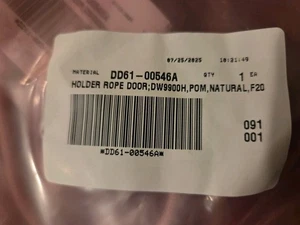 07/25/2025 10:21:40
MATERIAL DD61-00546A QTY 1 EA
HOLDER ROPE DOOR;DW9900H,POM,NATURAL,F20
091
001
*DD61-00546A*